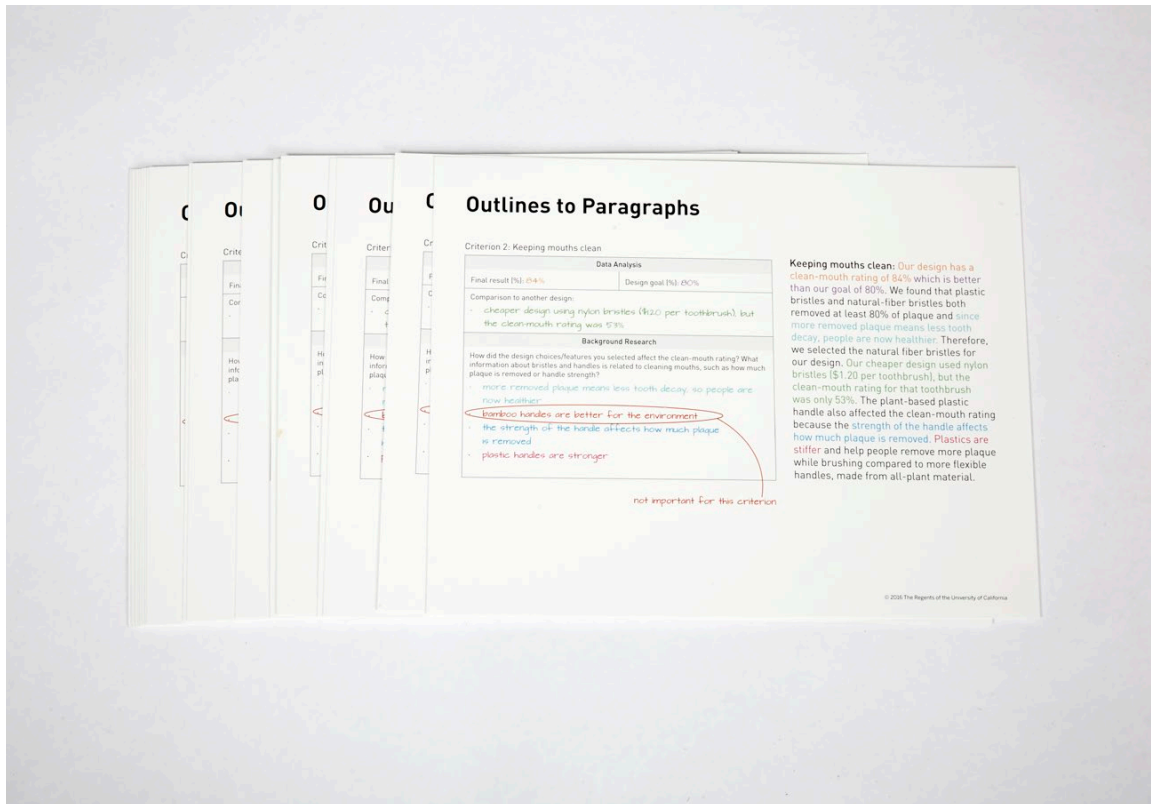 Outlines to Paragraphs
Criterion 2: Keeping mouths clean
Data Analysis
Final result (%): 84%
Design goal (%): 80%
Comparison to another design:
- cheaper design using nylon bristles ($1.20 per toothbrush), but
the clean-mouth rating was 53%
Background Research
How did the design choices/features you selected affect the clean-mouth rating? What
information about bristles and handles is related to cleaning mouths, such as how much
plaque is removed or handle strength?
- more removed plaque means less tooth decay, so people are
now healthier
- bamboo handles are better for the environment
- the strength of the handle affects how much plaque
is removed
- plastic handles are stronger
not important for this criterion
Keeping mouths clean: Our design has a
clean-mouth rating of 84% which is better
than our goal of 80%. We found that plastic
bristles and natural-fiber bristles both
removed at least 80% of plaque and since
more removed plaque means less tooth
decay, people are now healthier. Therefore,
we selected the natural fiber bristles for
our design. Our cheaper design used nylon
bristles ($1.20 per toothbrush), but the
clean-mouth rating for that toothbrush
was only 53%. The plant-based plastic
handle also affected the clean-mouth rating
because the strength of the handle affects
how much plaque is removed. Plastics are
stiffer and help people remove more plaque
while brushing compared to more flexible
handles, made from all-plant material.
© 2016 The Regents of the University of California